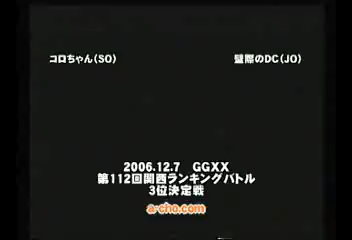 コロちゃん(SO)
壁際のDC(JO)
2006.12.7 GGXX
第112回関西ランキングバトル
3位決定戦
a-cho.com